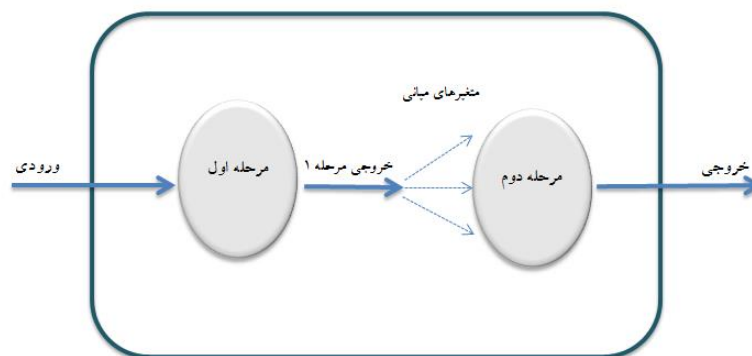 متغیرهای میانی
ورودی
مرحله اول
خروجی مرحله ۱
مرحله دوم
خروجی